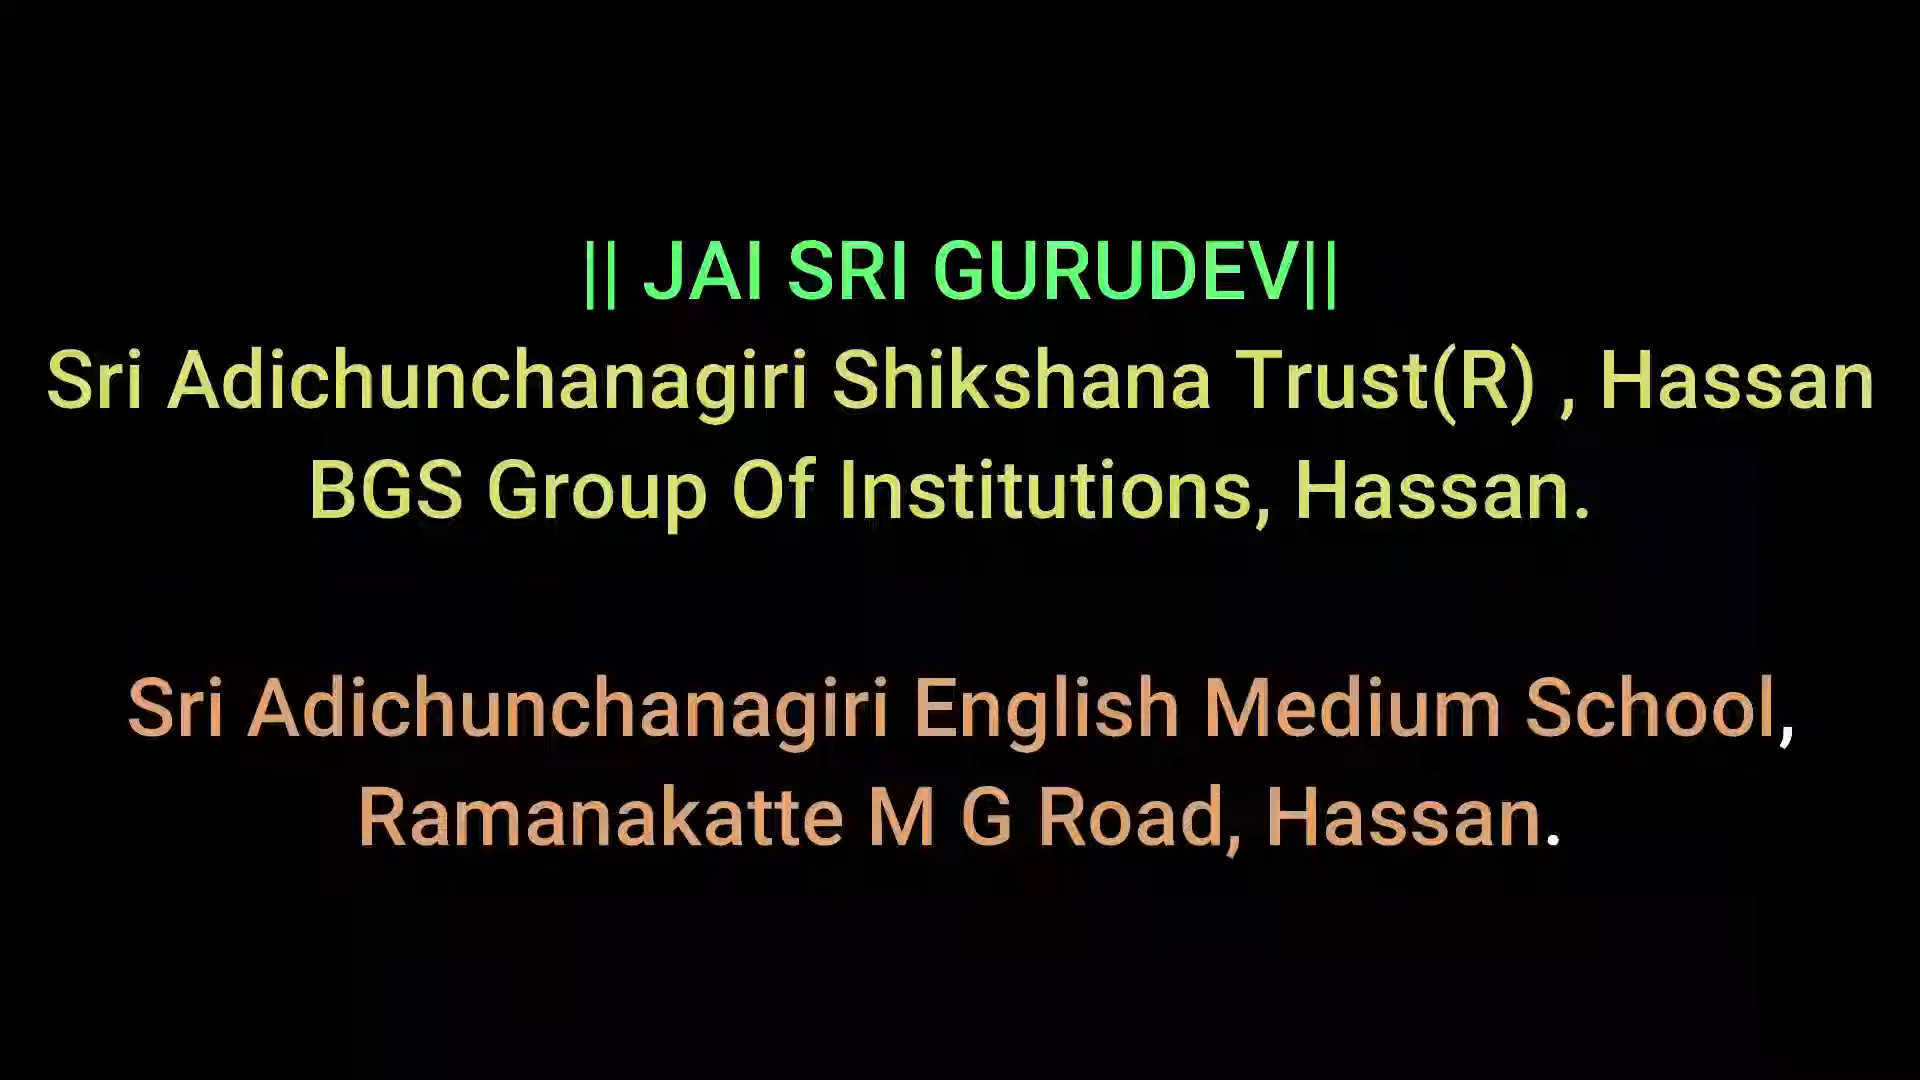 || JAI SRI GURUDEV||
Sri Adichunchanagiri Shikshana Trust(R) , Hassan
BGS Group Of Institutions, Hassan.
Sri Adichunchanagiri English Medium School,
Ramanakatte M G Road, Hassan.